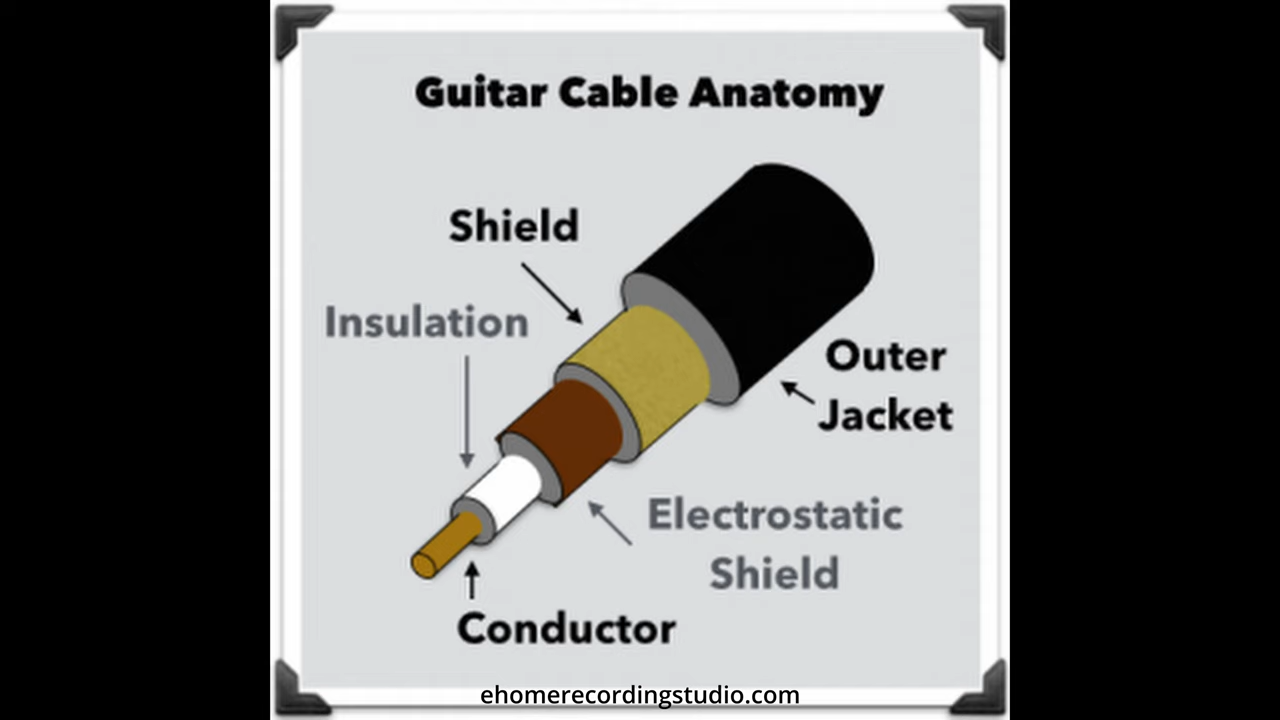 Guitar Cable Anatomy
Shield
Insulation
Outer
Jacket
Electrostatic
Shield
Conductor
ehomerecordingstudio.com